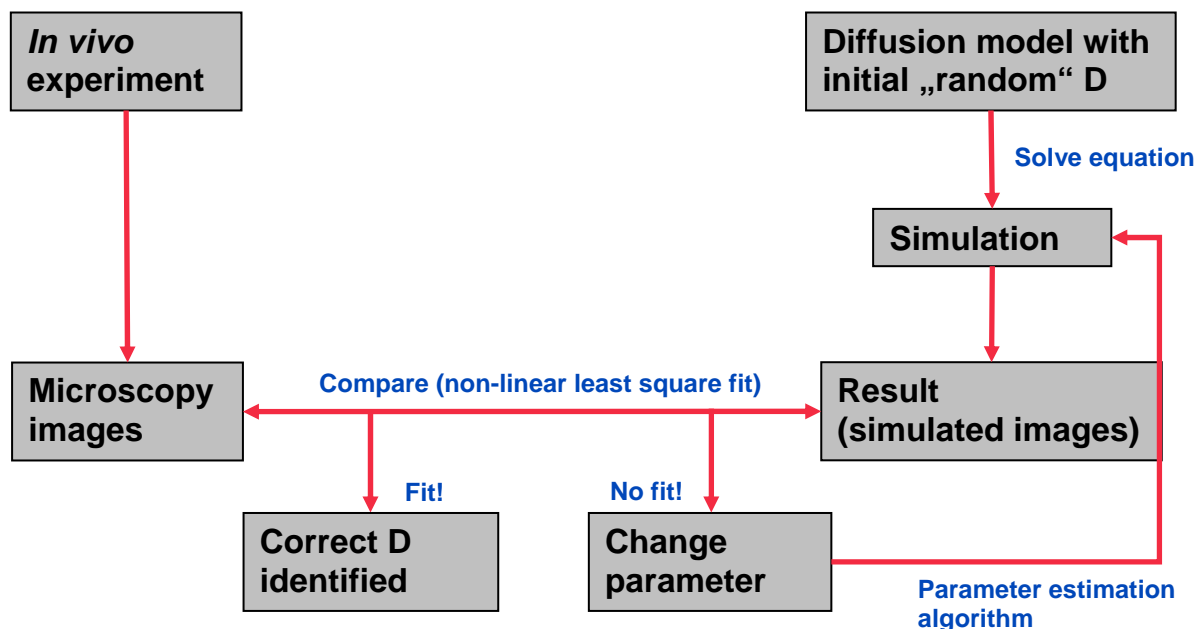 In vivo
experiment
Diffusion model with
initial „random“ D
Solve equation
Simulation
Microscopy
images
Compare (non-linear least square fit)
Result
(simulated images)
Fit!
No fit!
Correct D
identified
Change
parameter
Parameter estimation
algorithm